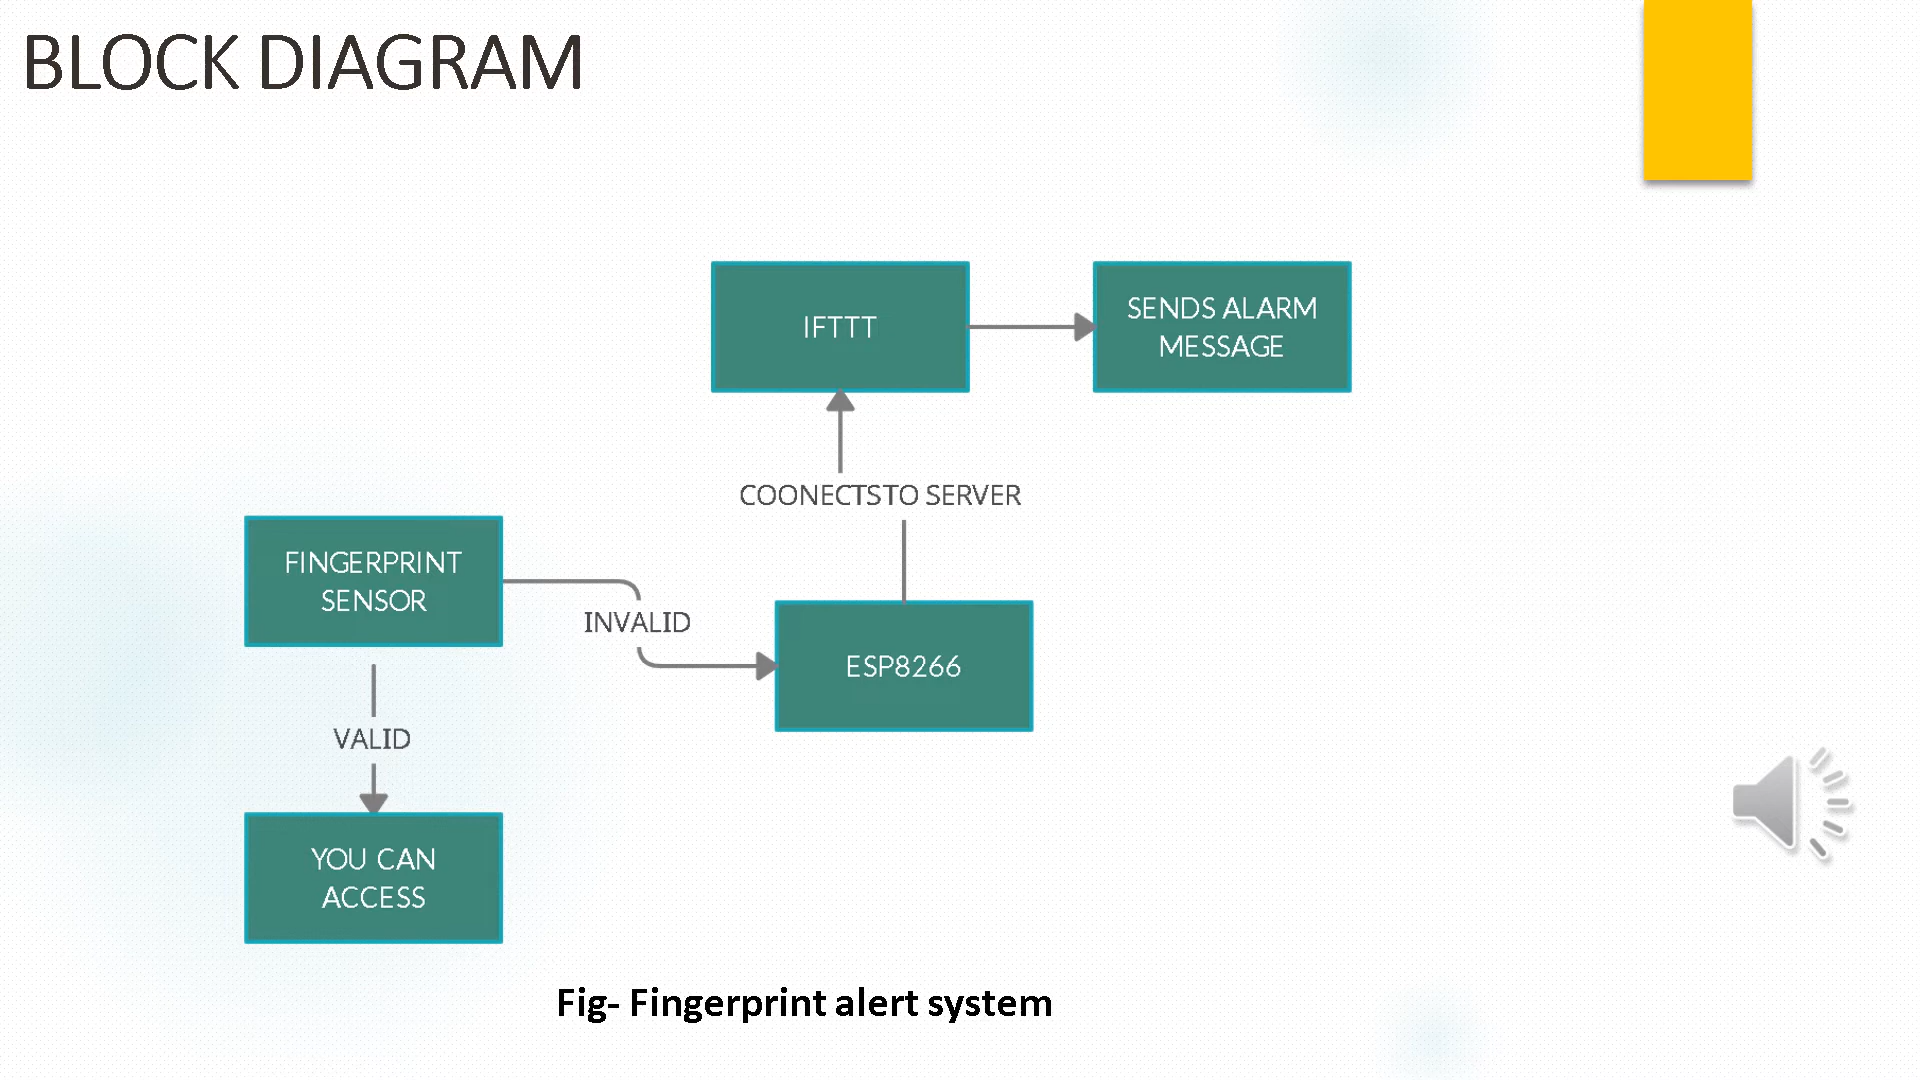 BLOCK DIAGRAM
IFTTT
SENDS ALARM
MESSAGE
COONECTSTO SERVER
FINGERPRINT
SENSOR
INVALID
ESP8266
VALID
YOU CAN
ACCESS
Fig- Fingerprint alert system